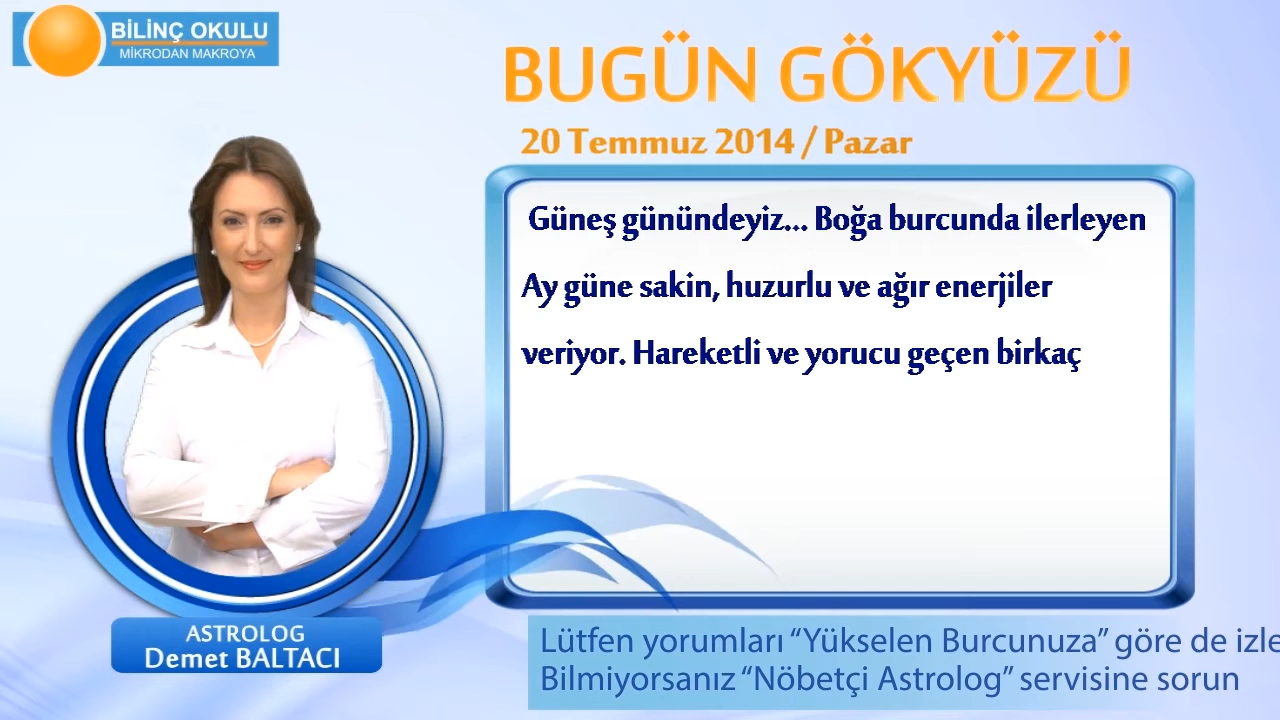 BİLİNÇ OKULU
MİKRODAN MAKROYA
BUGÜN GÖKYÜZÜ
20 Temmuz 2014 / Pazar
Güneş günündeyiz... Boğa burcunda ilerleyen
Ay güne sakin, huzurlu ve ağır enerjiler
veriyor. Hareketli ve yorucu geçen birkaç
ASTROLOG
Demet BALTACI
Lütfen yorumları “Yükselen Burcunuza” göre de izle
Bilmiyorsanız “Nöbetçi Astrolog” servisine sorun